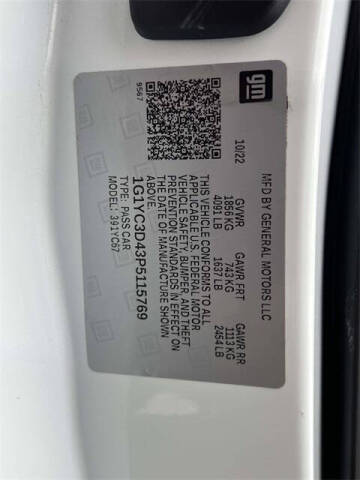 gm
MFD BY GENERAL MOTORS LLC
10/22
GVWR GAWR FRT GAWR RR
1856 KG 743 KG 1113 KG
4091 LB 1637 LB 2454 LB
THIS VEHICLE CONFORMS TO ALL
APPLICABLE U.S. FEDERAL MOTOR
VEHICLE SAFETY, BUMPER, AND THEFT
PREVENTION STANDARDS IN EFFECT ON
THE DATE OF MANUFACTURE SHOWN
ABOVE.
1G1YC3D43P5115769
TYPE: PASS CAR
MODEL: 391YC67
9567